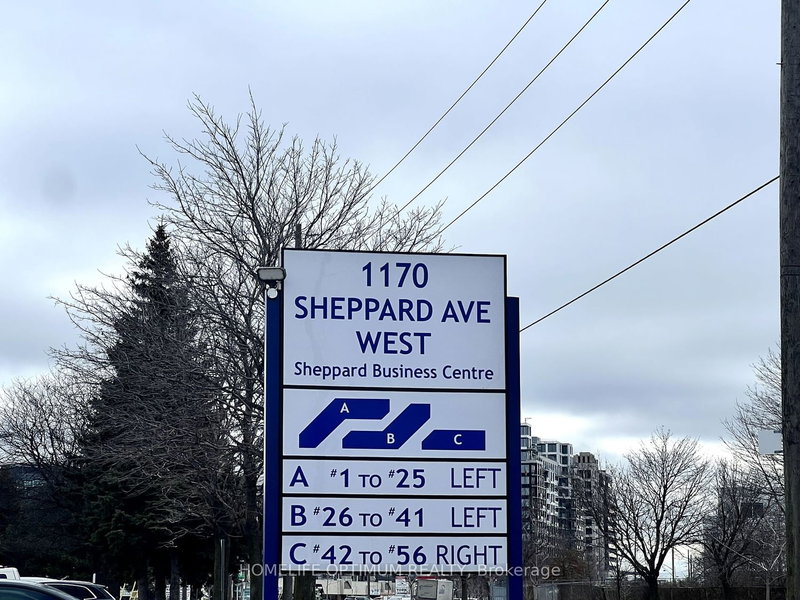 1170
SHEPPARD AVE
WEST
Sheppard Business Centre
A
B
C
A #1 TO #25 LEFT
B #26 TO #41 LEFT
C #42 TO #56 RIGHT
HOMELIFE OPTIMUM REALTY, Brokerage